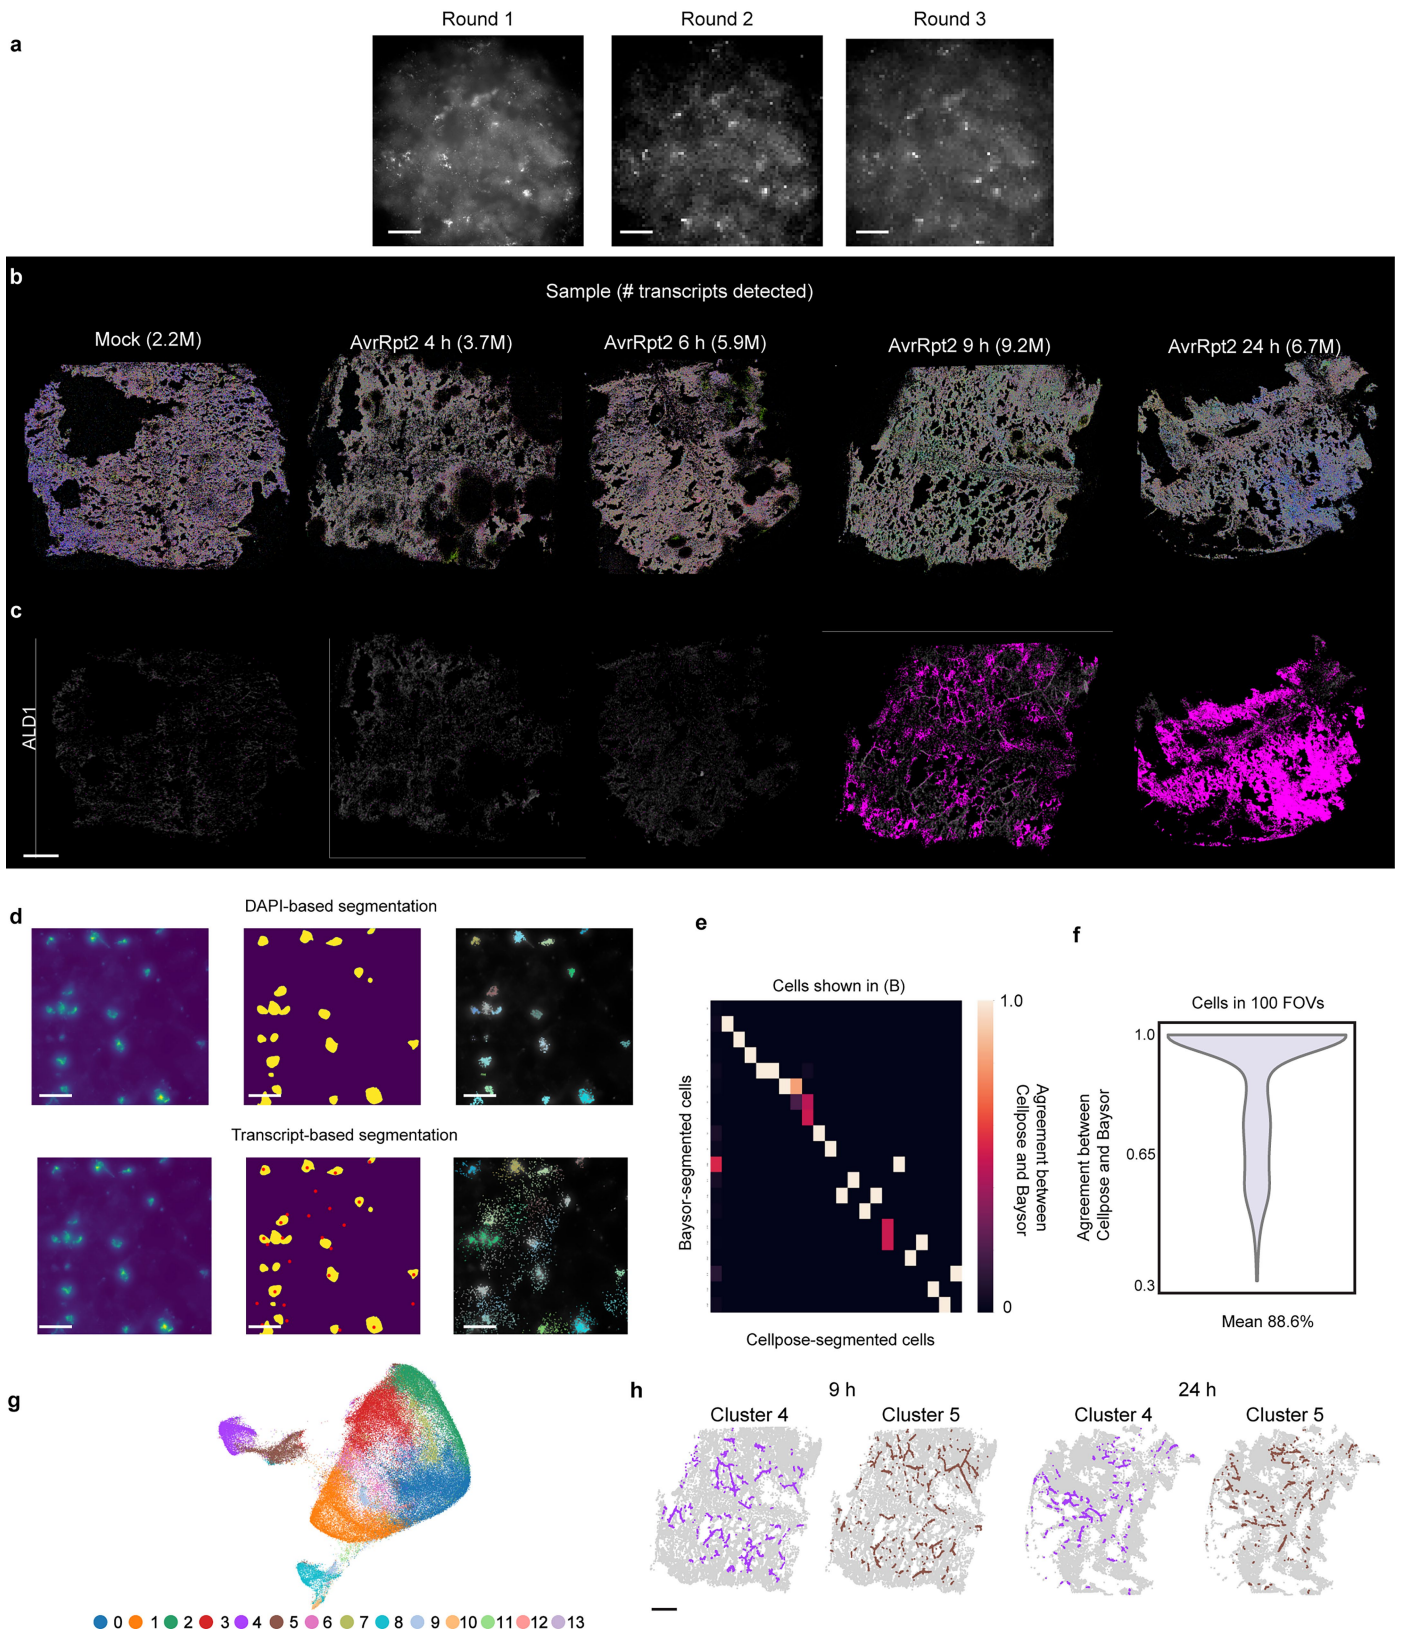 a
Round 1
Round 2
Round 3
b
Sample (# transcripts detected)
Mock (2.2M)
AvrRpt2 4 h (3.7M)
AvrRpt2 6 h (5.9M)
AvrRpt2 9 h (9.2M)
AvrRpt2 24 h (6.7M)
c
ALD1
d
DAPI-based segmentation
Transcript-based segmentation
e
Cells shown in (B)
Baysor-segmented cells
Cellpose-segmented cells
1.0
0
Agreement between
Cellpose and Baysor
f
Cells in 100 FOVs
Agreement between
Cellpose and Baysor
1.0
0.65
0.3
Mean 88.6%
g
0 1 2 3 4 5 6 7 8 9 10 11 12 13
h
9 h
24 h
Cluster 4
Cluster 5
Cluster 4
Cluster 5